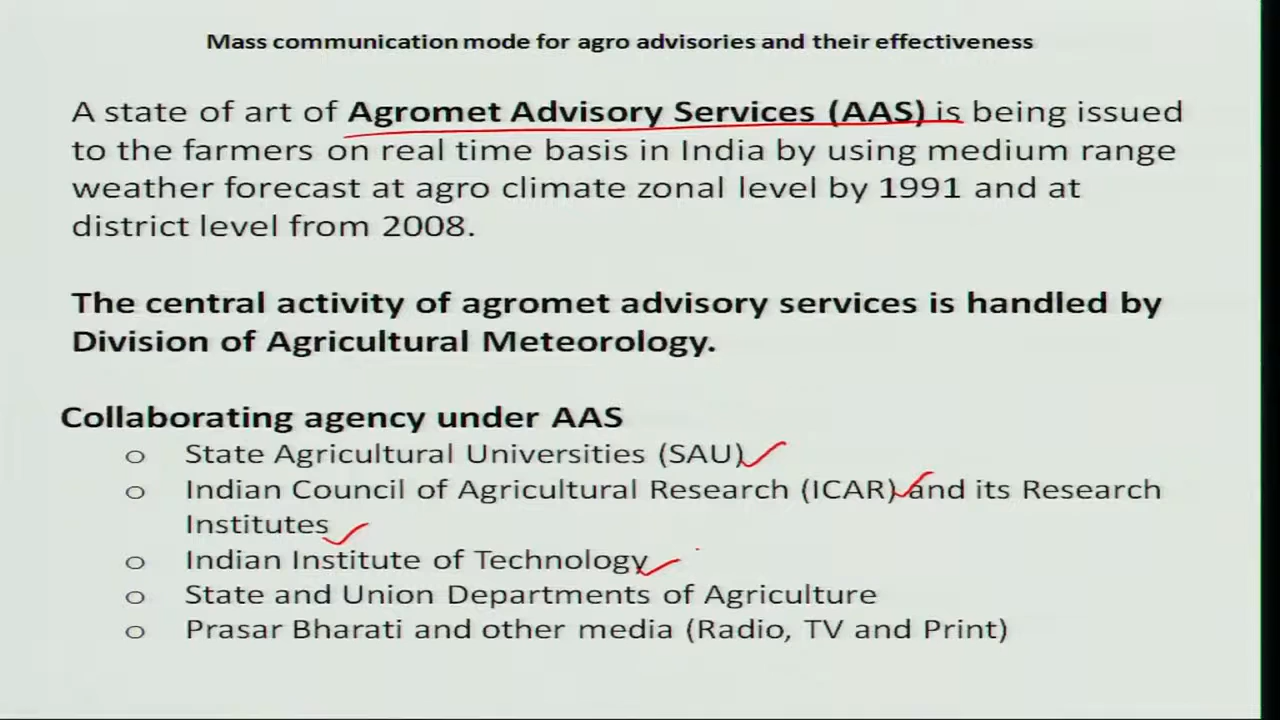 Mass communication mode for agro advisories and their effectiveness
A state of art of Agromet Advisory Services (AAS) is being issued
to the farmers on real time basis in India by using medium range
weather forecast at agro climate zonal level by 1991 and at
district level from 2008.
The central activity of agromet advisory services is handled by
Division of Agricultural Meteorology.
Collaborating agency under AAS
o State Agricultural Universities (SAU)
o Indian Council of Agricultural Research (ICAR) and its Research
Institutes
o Indian Institute of Technology
o State and Union Departments of Agriculture
o Prasar Bharati and other media (Radio, TV and Print)